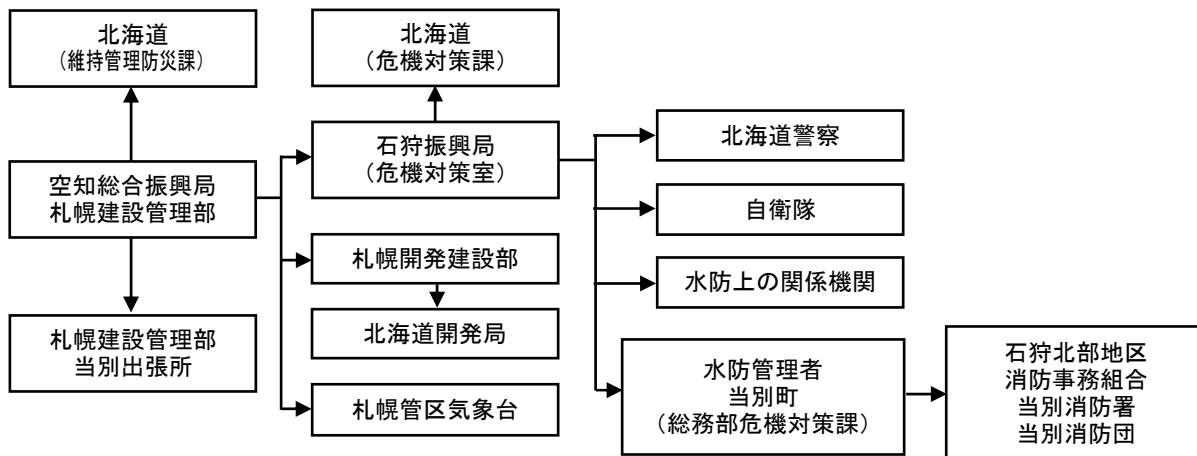 北海道
（維持管理防災課）
北海道
（危機対策課）
空知総合振興局
札幌建設管理部
石狩振興局
（危機対策室）
北海道警察
自衛隊
札幌開発建設部
水防上の関係機関
札幌建設管理部
当別出張所
北海道開発局
札幌管区気象台
水防管理者
当別町
（総務部危機対策課）
石狩北部地区
消防事務組合
当別消防署
当別消防団